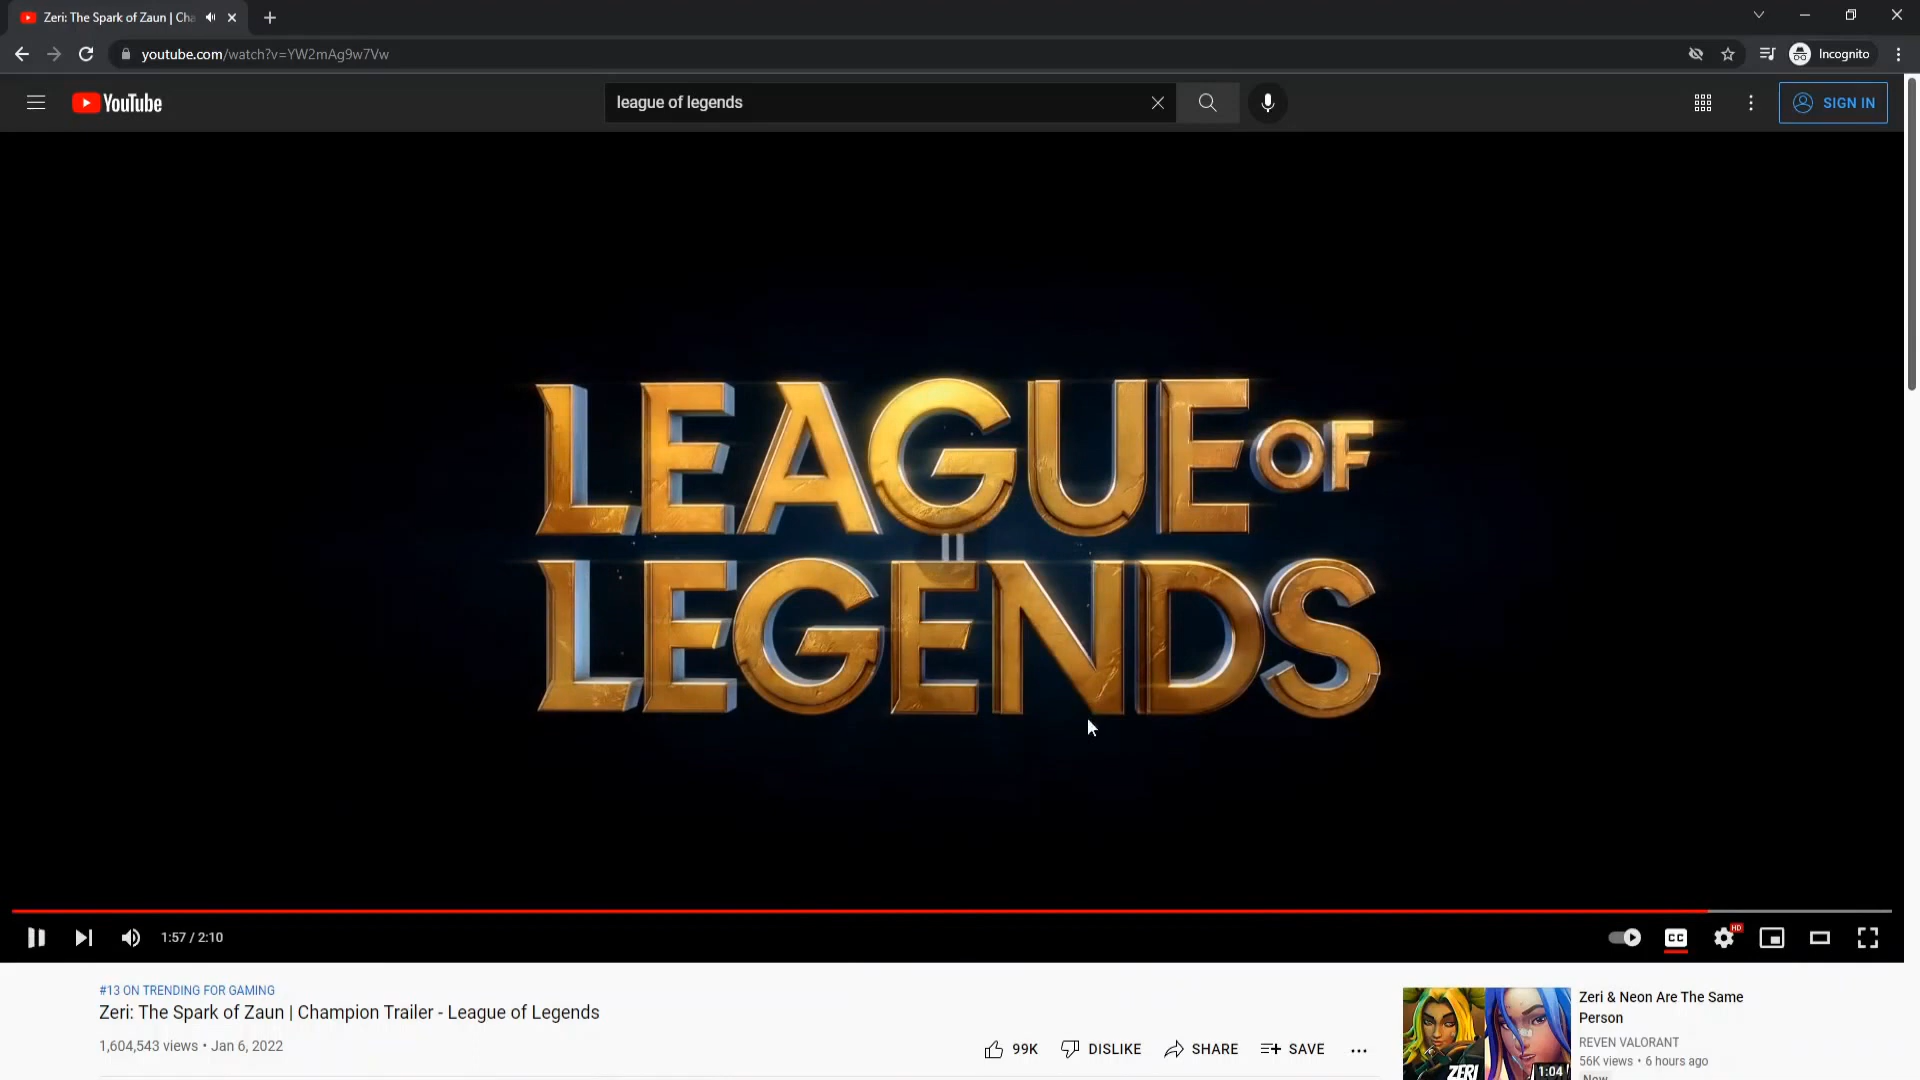 Zeri: The Spark of Zaun | Cha
youtube.com/watch?v=YW2mAg9w7Vw
Incognito
YouTube
league of legends
SIGN IN
LEAGUE OF
LEGENDS
1:57 / 2:10
CC
HD
#13 ON TRENDING FOR GAMING
Zeri: The Spark of Zaun | Champion Trailer - League of Legends
1,604,543 views • Jan 6, 2022
99K
DISLIKE
SHARE
SAVE
ZERI
1:04
Zeri & Neon Are The Same
Person
REVEN VALORANT
56K views • 6 hours ago
New